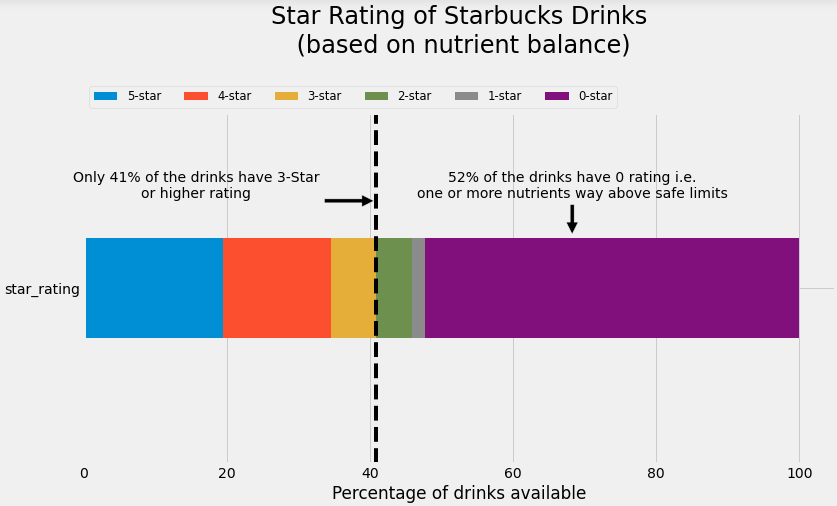 Star Rating of Starbucks Drinks
(based on nutrient balance)
5-star 4-star 3-star 2-star 1-star 0-star
Only 41% of the drinks have 3-Star
or higher rating
52% of the drinks have 0 rating i.e.
one or more nutrients way above safe limits
star_rating
0 20 40 60 80 100
Percentage of drinks available